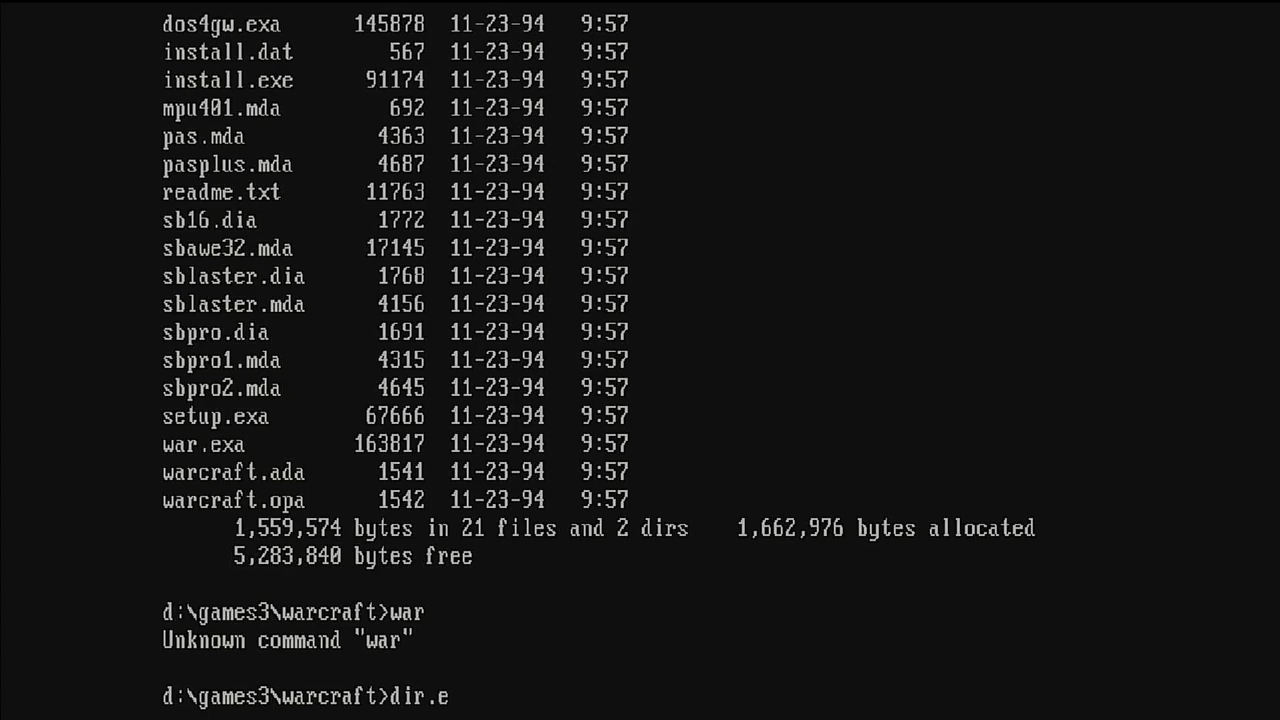 dos4gw.exa 145878 11-23-94 9:57
install.dat 567 11-23-94 9:57
install.exe 91174 11-23-94 9:57
mpu401.mda 692 11-23-94 9:57
pas.mda 4363 11-23-94 9:57
pasplus.mda 4687 11-23-94 9:57
readme.txt 11763 11-23-94 9:57
sb16.dia 1772 11-23-94 9:57
sbawe32.mda 17145 11-23-94 9:57
sblaster.dia 1768 11-23-94 9:57
sblaster.mda 4156 11-23-94 9:57
sbpro.dia 1691 11-23-94 9:57
sbpro1.mda 4315 11-23-94 9:57
sbpro2.mda 4645 11-23-94 9:57
setup.exa 67666 11-23-94 9:57
war.exa 163817 11-23-94 9:57
warcraft.ada 1541 11-23-94 9:57
warcraft.opa 1542 11-23-94 9:57
1,559,574 bytes in 21 files and 2 dirs 1,662,976 bytes allocated
5,283,840 bytes free
d:\games3\warcraft>war
Unknown command "war"
d:\games3\warcraft>dir.e